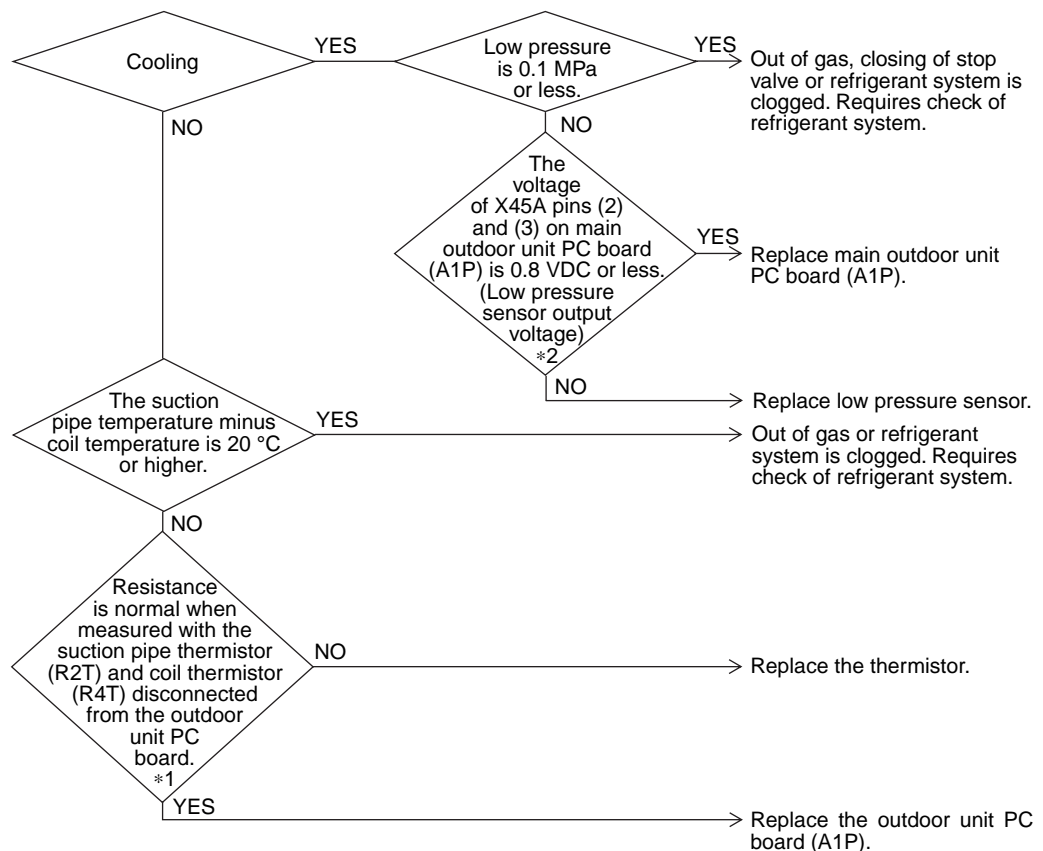 Cooling
YES
Low pressure
is 0.1 MPa
or less.
YES
Out of gas, closing of stop
valve or refrigerant system is
clogged. Requires check of
refrigerant system.
NO
NO
The
voltage
of X45A pins (2)
and (3) on main
outdoor unit PC board
(A1P) is 0.8 VDC or less.
(Low pressure
sensor output
voltage)
*2
YES
Replace main outdoor unit
PC board (A1P).
NO
Replace low pressure sensor.
The suction
pipe temperature minus
coil temperature is 20 °C
or higher.
YES
Out of gas or refrigerant
system is clogged. Requires
check of refrigerant system.
NO
Resistance
is normal when
measured with the
suction pipe thermistor
(R2T) and coil thermistor
(R4T) disconnected
from the outdoor
unit PC
board.
*1
NO
Replace the thermistor.
YES
Replace the outdoor unit PC
board (A1P).